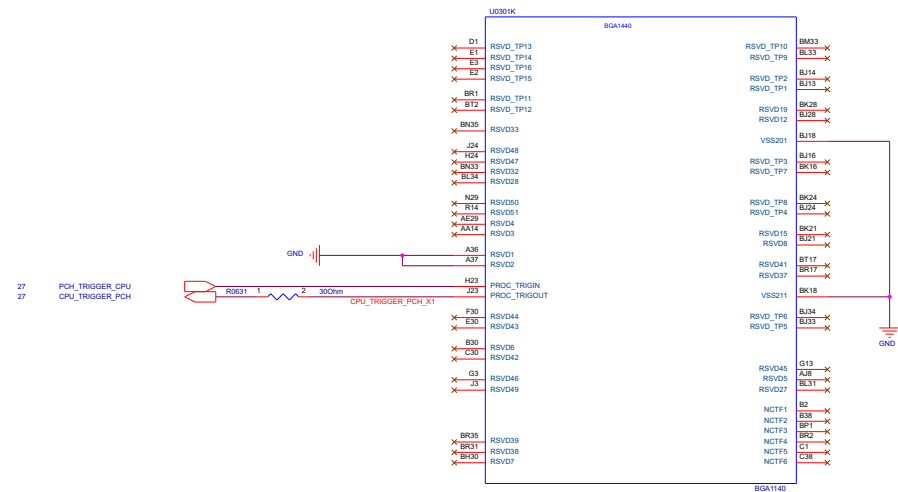 U0301K
BGA1440
D1 RSVD_TP13 RSVD_TP10 BM33
E1 RSVD_TP14 RSVD_TP9 BL33
E3 RSVD_TP16
E2 RSVD_TP15 RSVD_TP2 BJ14
RSVD_TP1 BJ13
BR1 RSVD_TP11
BT2 RSVD_TP12 RSVD19 BK28
RSVD12 BJ28
BN35 RSVD33
VSS201 BJ18
J24 RSVD48
H24 RSVD47 RSVD_TP3 BJ16
BN33 RSVD32 RSVD_TP7 BK16
BL34 RSVD28
N29 RSVD50 RSVD_TP8 BK24
R14 RSVD51 RSVD_TP4 BJ24
AE29 RSVD4
AA14 RSVD3 RSVD15 BK21
RSVD8 BJ21
GND A36 RSVD1
A37 RSVD2 RSVD41 BT17
RSVD37 BR17
27 PCH_TRIGGER_CPU H23 PROC_TRIGIN
27 CPU_TRIGGER_PCH R0631 1 2 30Ohm J23 PROC_TRIGOUT VSS211 BK18
CPU_TRIGGER_PCH_X1
F30 RSVD44 RSVD_TP6 BJ34
E30 RSVD43 RSVD_TP5 BJ33
GND
B30 RSVD6
C30 RSVD42
RSVD45 G13
G3 RSVD46 RSVD5 AJ8
J3 RSVD49 RSVD27 BL31
NCTF1 B2
NCTF2 B38
NCTF3 BP1
BR35 RSVD39 NCTF4 BR2
BR31 RSVD38 NCTF5 C1
BH30 RSVD7 NCTF6 C38
BGA1140